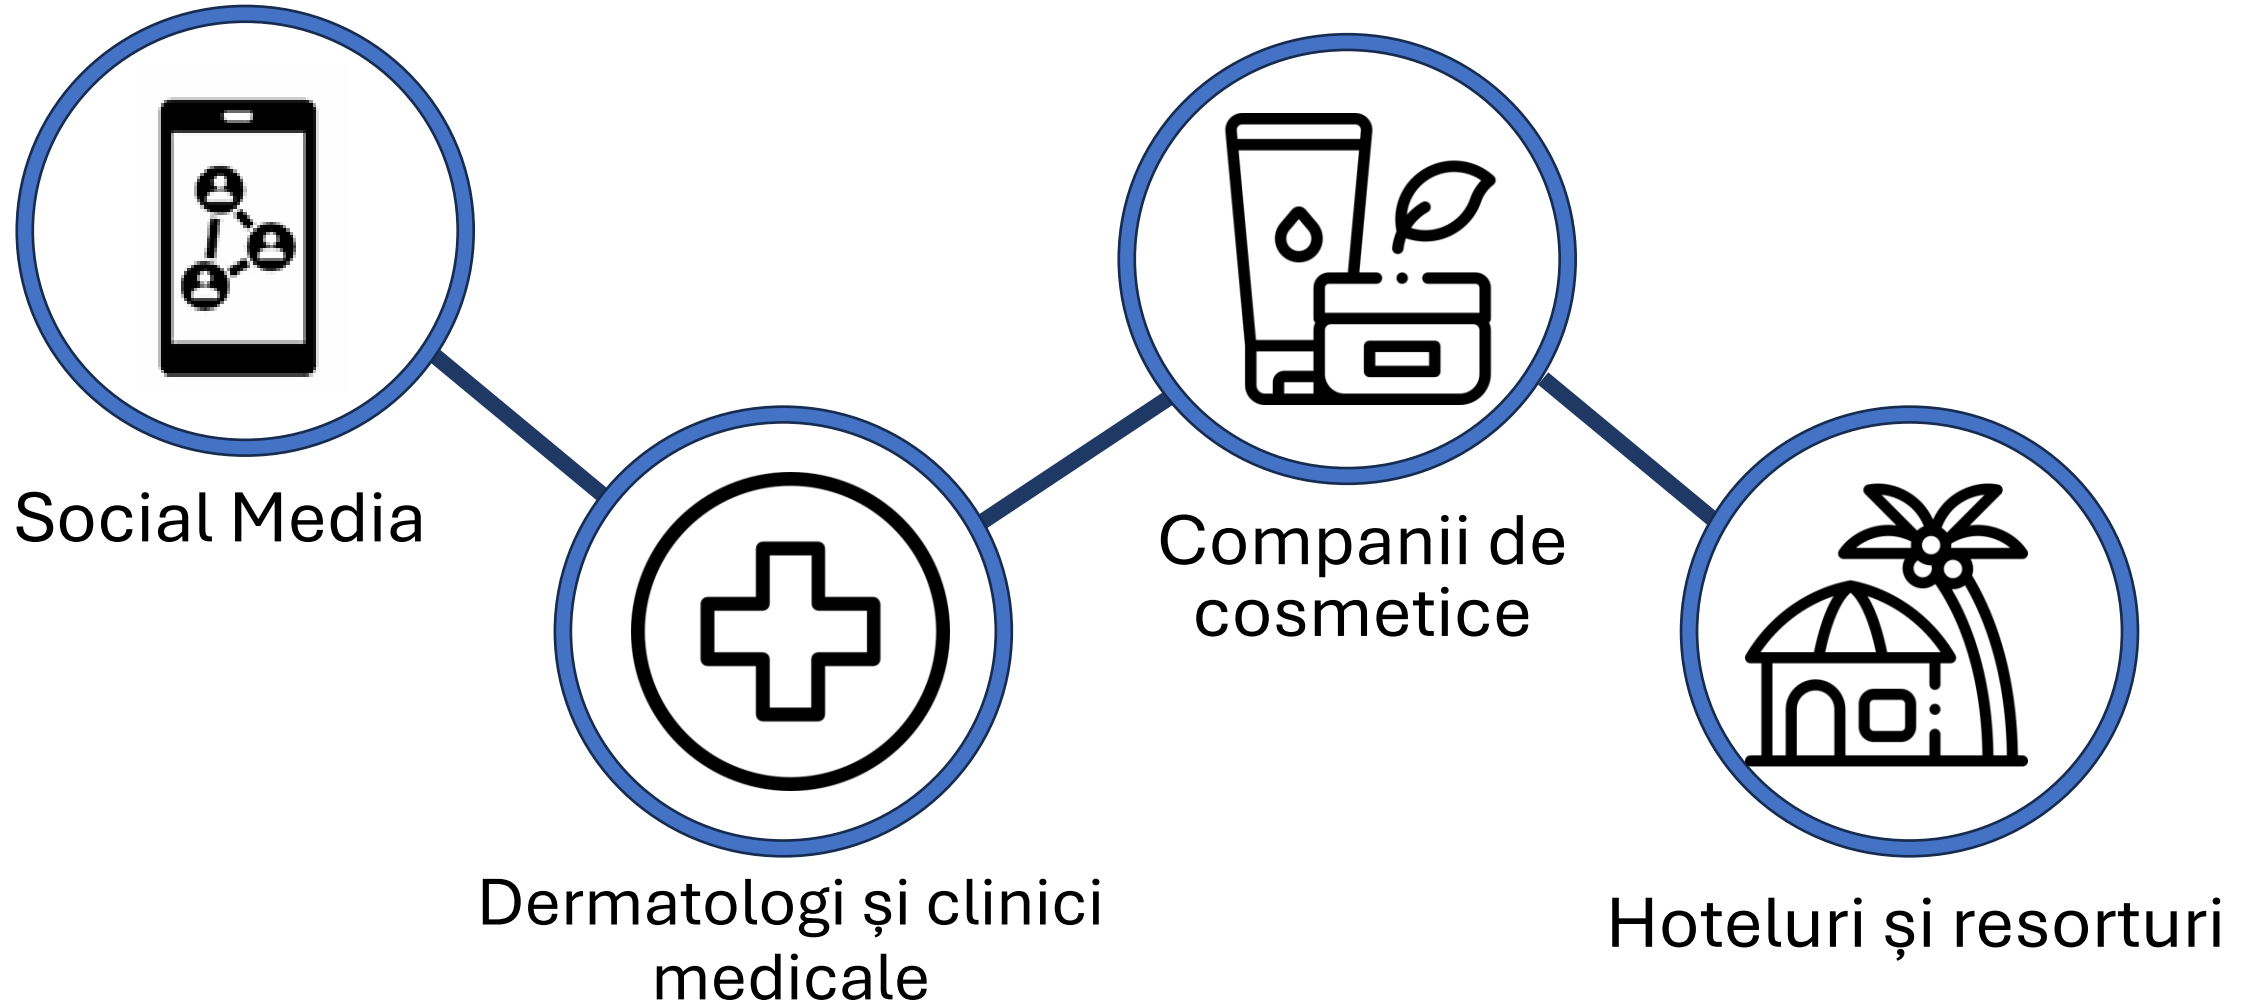 Social Media
Dermatologi și clinici
medicale
Companii de
cosmetice
Hoteluri și resorturi